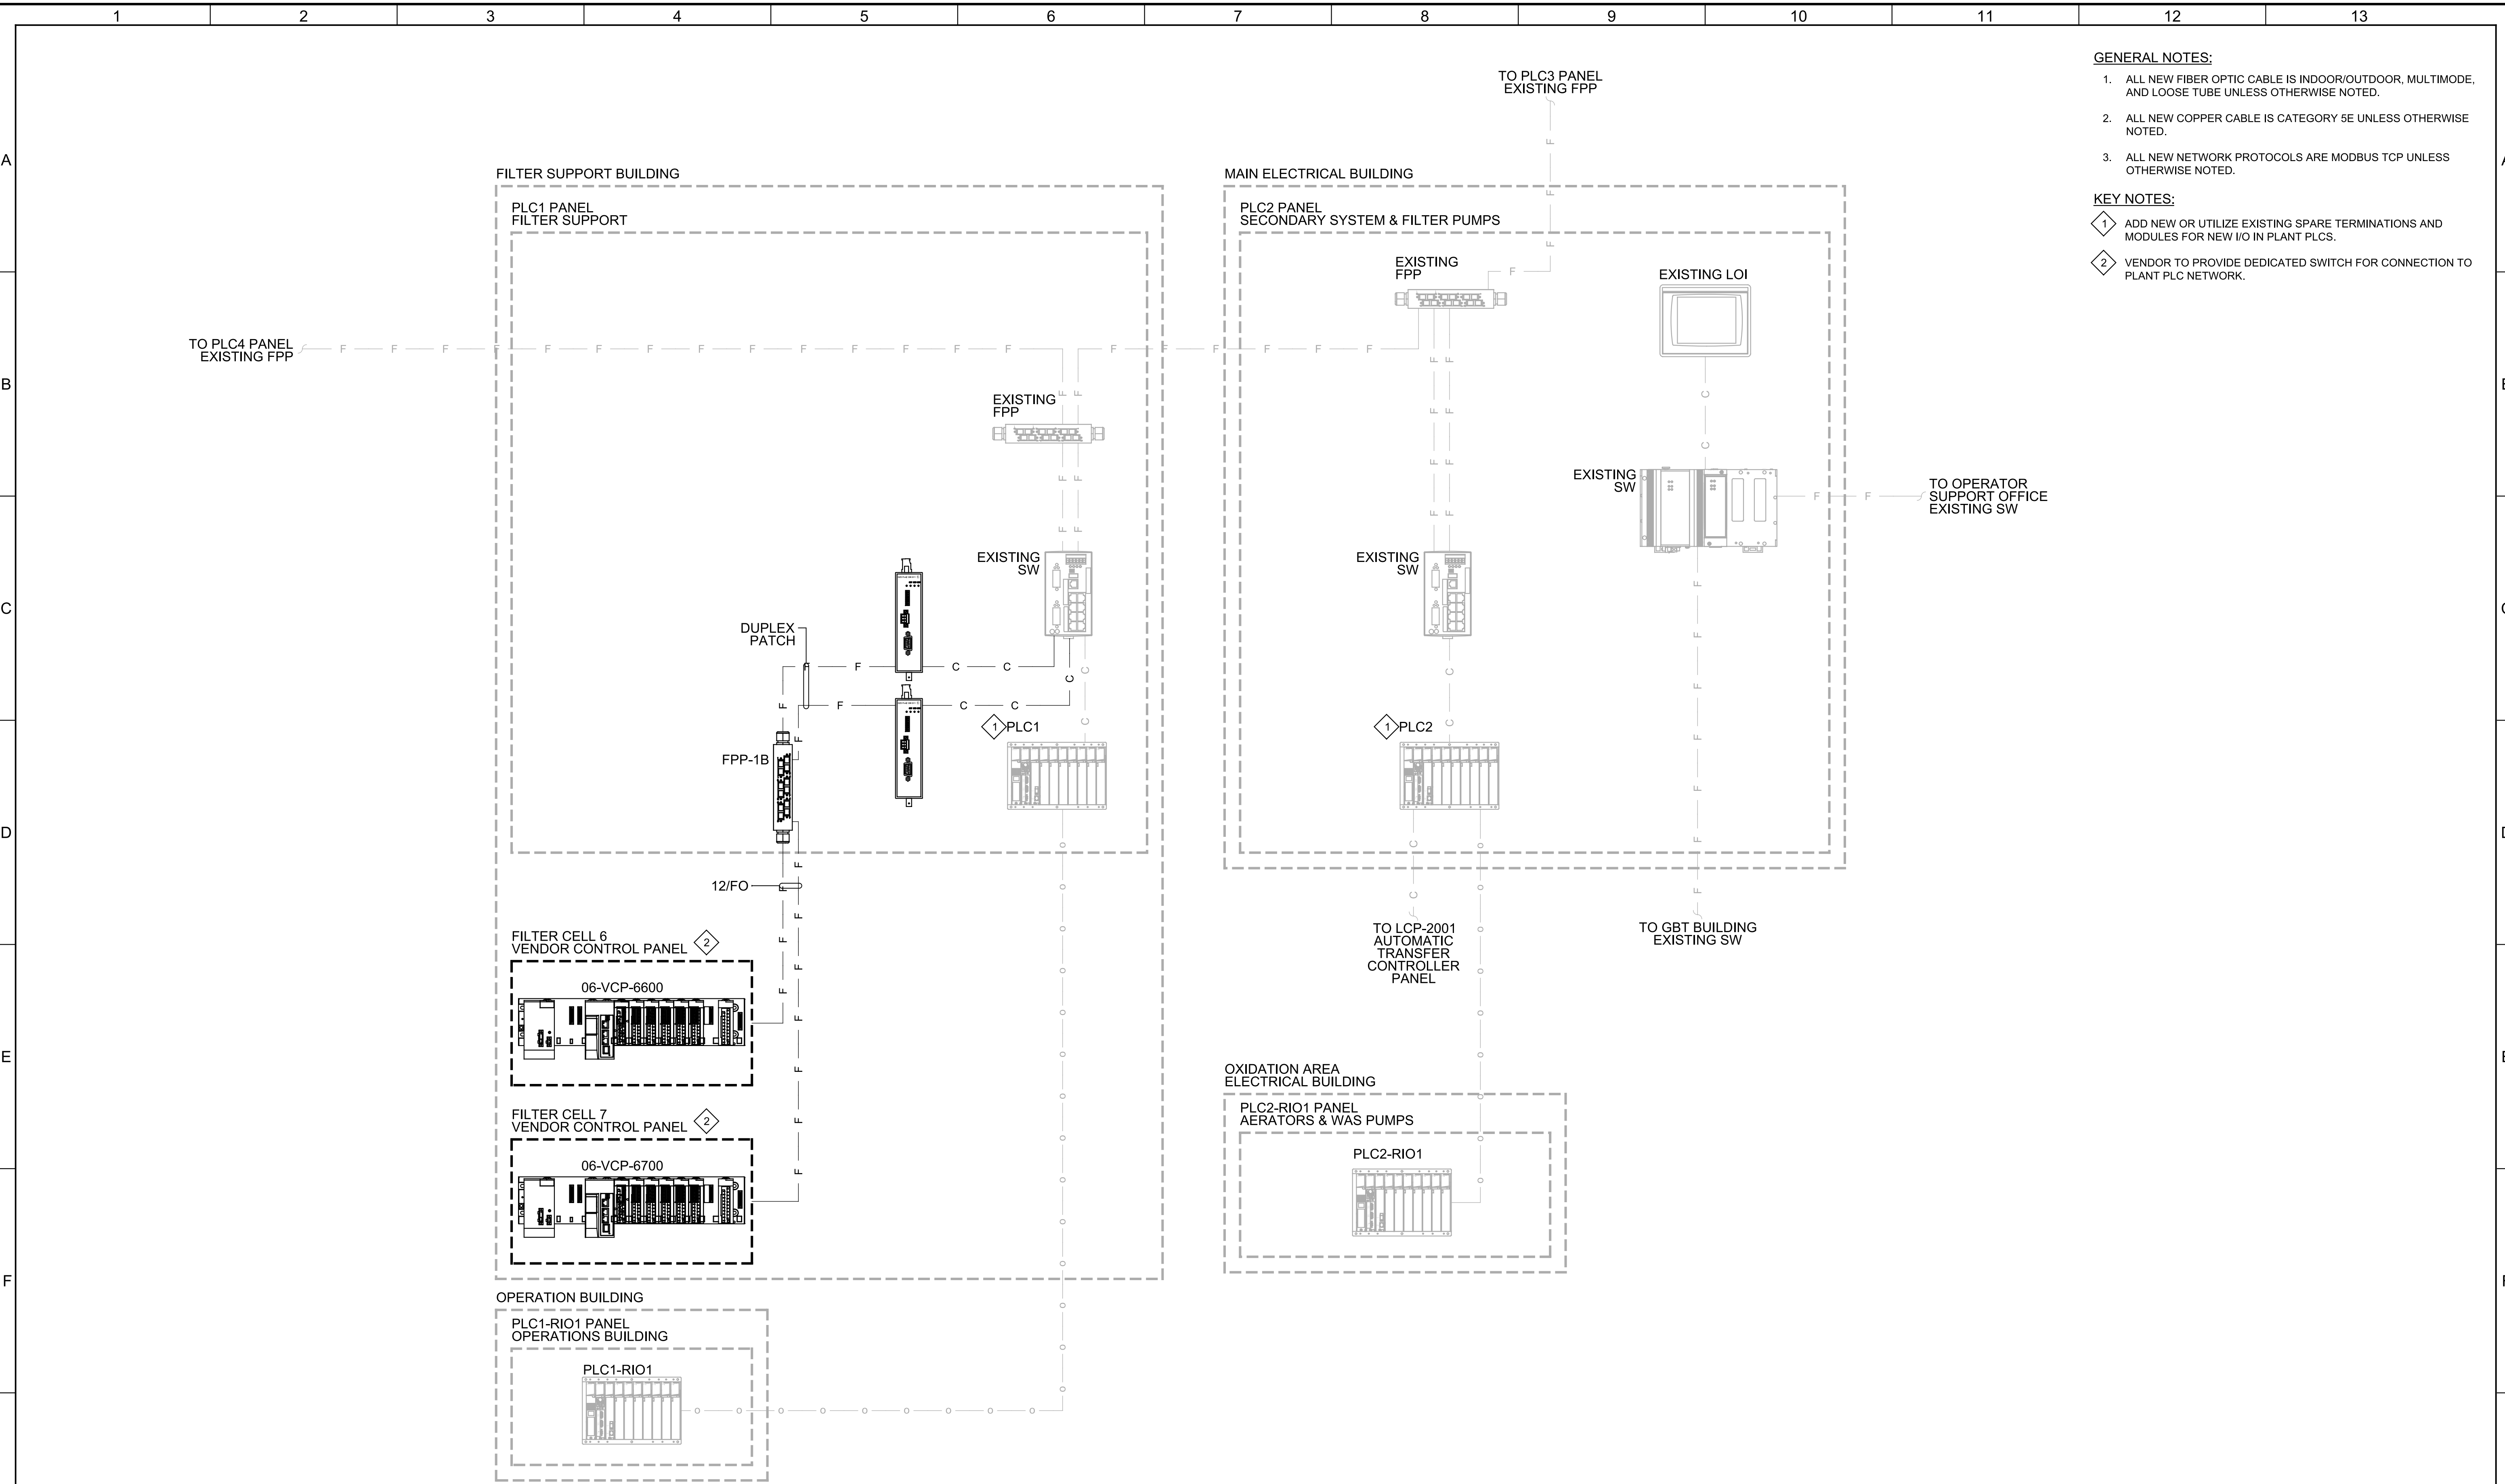 1 2 3 4 5 6 7 8 9 10 11 12 13
A
B
C
D
E
F
GENERAL NOTES:
1. ALL NEW FIBER OPTIC CABLE IS INDOOR/OUTDOOR, MULTIMODE,
AND LOOSE TUBE UNLESS OTHERWISE NOTED.
2. ALL NEW COPPER CABLE IS CATEGORY 5E UNLESS OTHERWISE
NOTED.
3. ALL NEW NETWORK PROTOCOLS ARE MODBUS TCP UNLESS
OTHERWISE NOTED.
KEY NOTES:
1 ADD NEW OR UTILIZE EXISTING SPARE TERMINATIONS AND
MODULES FOR NEW I/O IN PLANT PLCS.
2 VENDOR TO PROVIDE DEDICATED SWITCH FOR CONNECTION TO
PLANT PLC NETWORK.
TO PLC3 PANEL
EXISTING FPP
FILTER SUPPORT BUILDING
PLC1 PANEL
FILTER SUPPORT
TO PLC4 PANEL
EXISTING FPP
EXISTING
FPP
EXISTING
SW
DUPLEX
PATCH
1 PLC1
FPP-1B
12/FO
FILTER CELL 6
VENDOR CONTROL PANEL 2
06-VCP-6600
FILTER CELL 7
VENDOR CONTROL PANEL 2
06-VCP-6700
OPERATION BUILDING
PLC1-RIO1 PANEL
OPERATIONS BUILDING
PLC1-RIO1
MAIN ELECTRICAL BUILDING
PLC2 PANEL
SECONDARY SYSTEM & FILTER PUMPS
EXISTING
FPP
EXISTING LOI
EXISTING
SW
TO OPERATOR
SUPPORT OFFICE
EXISTING SW
EXISTING
SW
1 PLC2
TO LCP-2001
AUTOMATIC
TRANSFER
CONTROLLER
PANEL
TO GBT BUILDING
EXISTING SW
OXIDATION AREA
ELECTRICAL BUILDING
PLC2-RIO1 PANEL
AERATORS & WAS PUMPS
PLC2-RIO1